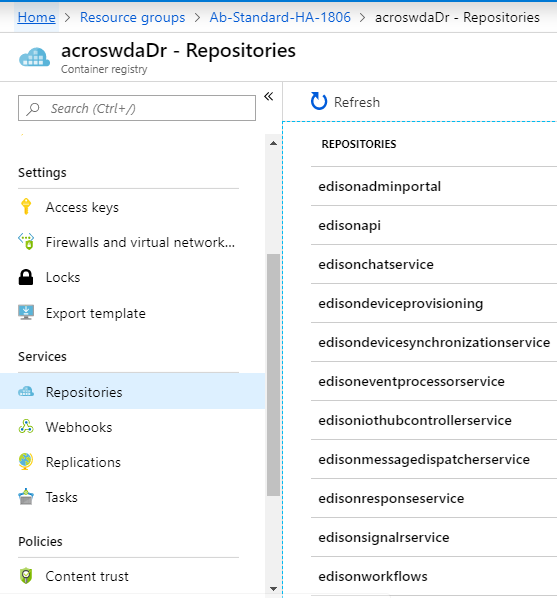 Home > Resource groups > Ab-Standard-HA-1806 > acroswdaDr - Repositories
acroswdaDr - Repositories
Container registry
Search (Ctrl+/)
Settings
Access keys
Firewalls and virtual network...
Locks
Export template
Services
Repositories
Webhooks
Replications
Tasks
Policies
Content trust
Refresh
REPOSITORIES
edisonadminportal
edisonapi
edisonchatservice
edisondeviceprovisioning
edisondevicesynchronizationservice
edisoneventprocessorservice
edisoniothubcontrollerservice
edisonmessagedispatcherservice
edisonresponseservice
edisonsignalrservice
edisonworkflows